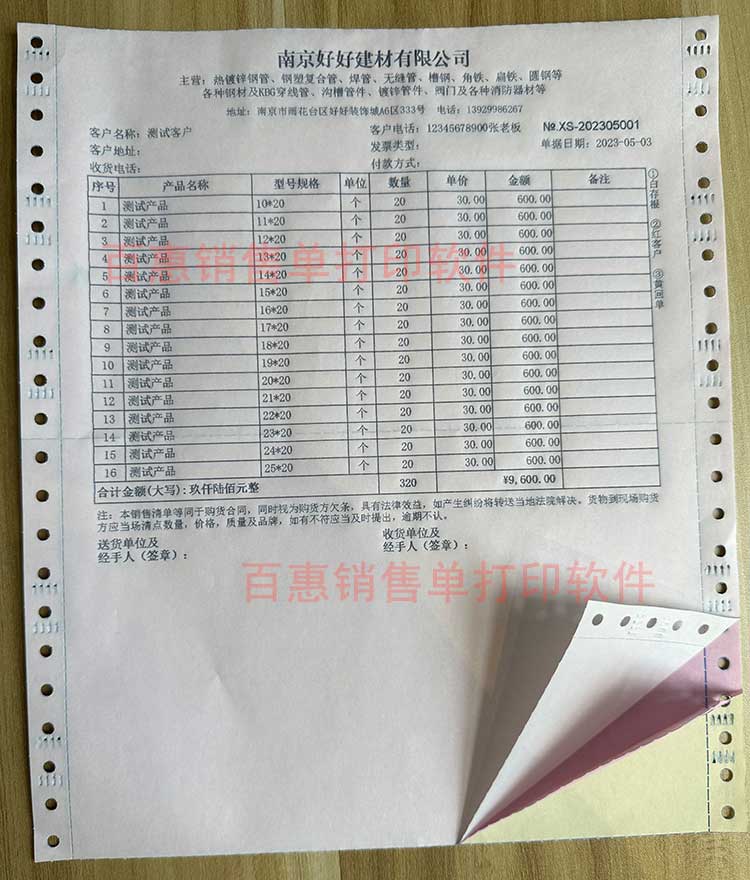 南京好好建材有限公司
主营：热镀锌钢管、钢塑复合管、焊管、无缝管、槽钢、角铁、扁铁、圆钢等
各种钢材及KBG穿线管、沟槽管件、镀锌管件、阀门及各种消防器材等
地址：南京市雨花台区好好装饰城A6区333号 电话：13929986267
客户名称：测试客户 客户电话：12345678900张老板 №.XS-202305001
客户地址： 发票类型： 单据日期：2023-05-03
收货电话： 付款方式：
序号 产品名称 型号规格 单位 数量 单价 金额 备注
1 测试产品 10*20 个 20 30.00 600.00
2 测试产品 11*20 个 20 30.00 600.00
3 测试产品 12*20 个 20 30.00 600.00
4 测试产品 13*20 个 20 30.00 600.00
5 测试产品 14*20 个 20 30.00 600.00
6 测试产品 15*20 个 20 30.00 600.00
7 测试产品 16*20 个 20 30.00 600.00
8 测试产品 17*20 个 20 30.00 600.00
9 测试产品 18*20 个 20 30.00 600.00
10 测试产品 19*20 个 20 30.00 600.00
11 测试产品 20*20 个 20 30.00 600.00
12 测试产品 21*20 个 20 30.00 600.00
13 测试产品 22*20 个 20 30.00 600.00
14 测试产品 23*20 个 20 30.00 600.00
15 测试产品 24*20 个 20 30.00 600.00
16 测试产品 25*20 个 20 30.00 600.00
合计金额(大写)：玖仟陆佰元整 320 ¥9,600.00
①白存根 ②红客户 ③黄回单
百惠销售单打印软件
注：本销售清单等同于购货合同，同时视为购货方欠条，具有法律效益，如产生纠纷将转送当地法院解决。货物到现场购货
方应当场清点数量，价格，质量及品牌，如有不符应当及时提出，逾期不认。
送货单位及 收货单位及
经手人（签章）： 经手人（签章）：
百惠销售单打印软件